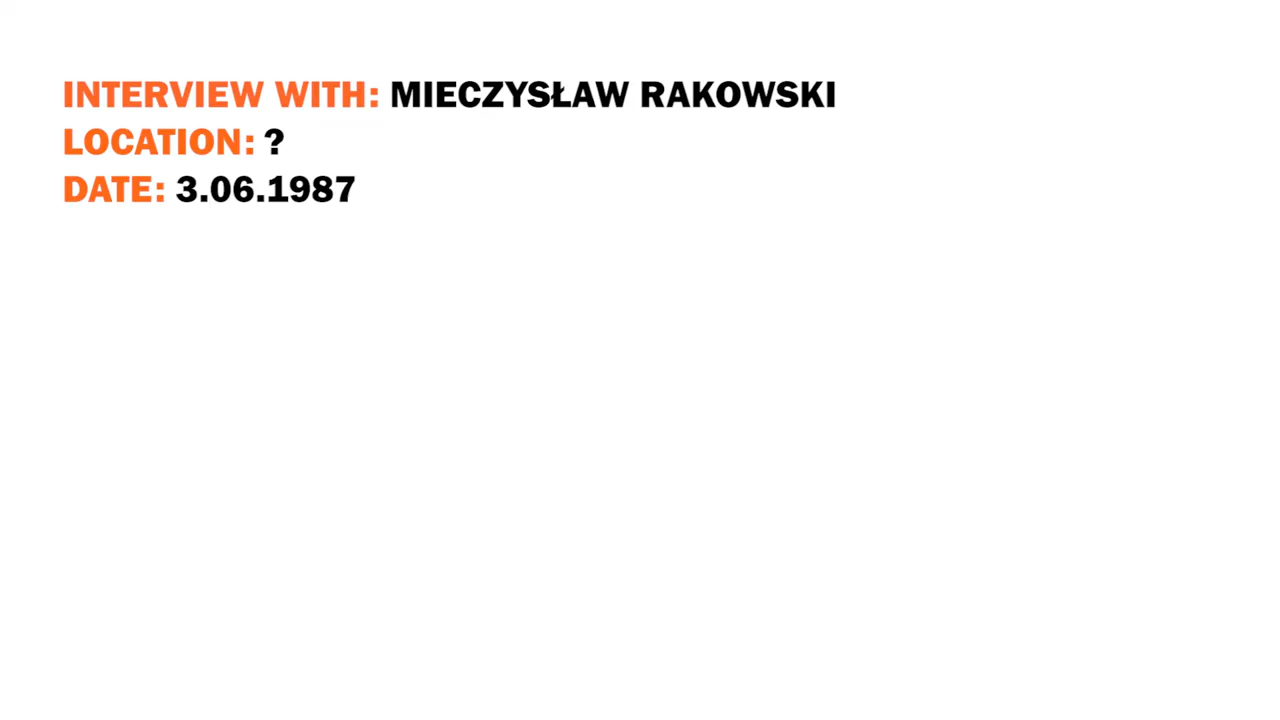 INTERVIEW WITH: MIECZYSŁAW RAKOWSKI
LOCATION: ?
DATE: 3.06.1987